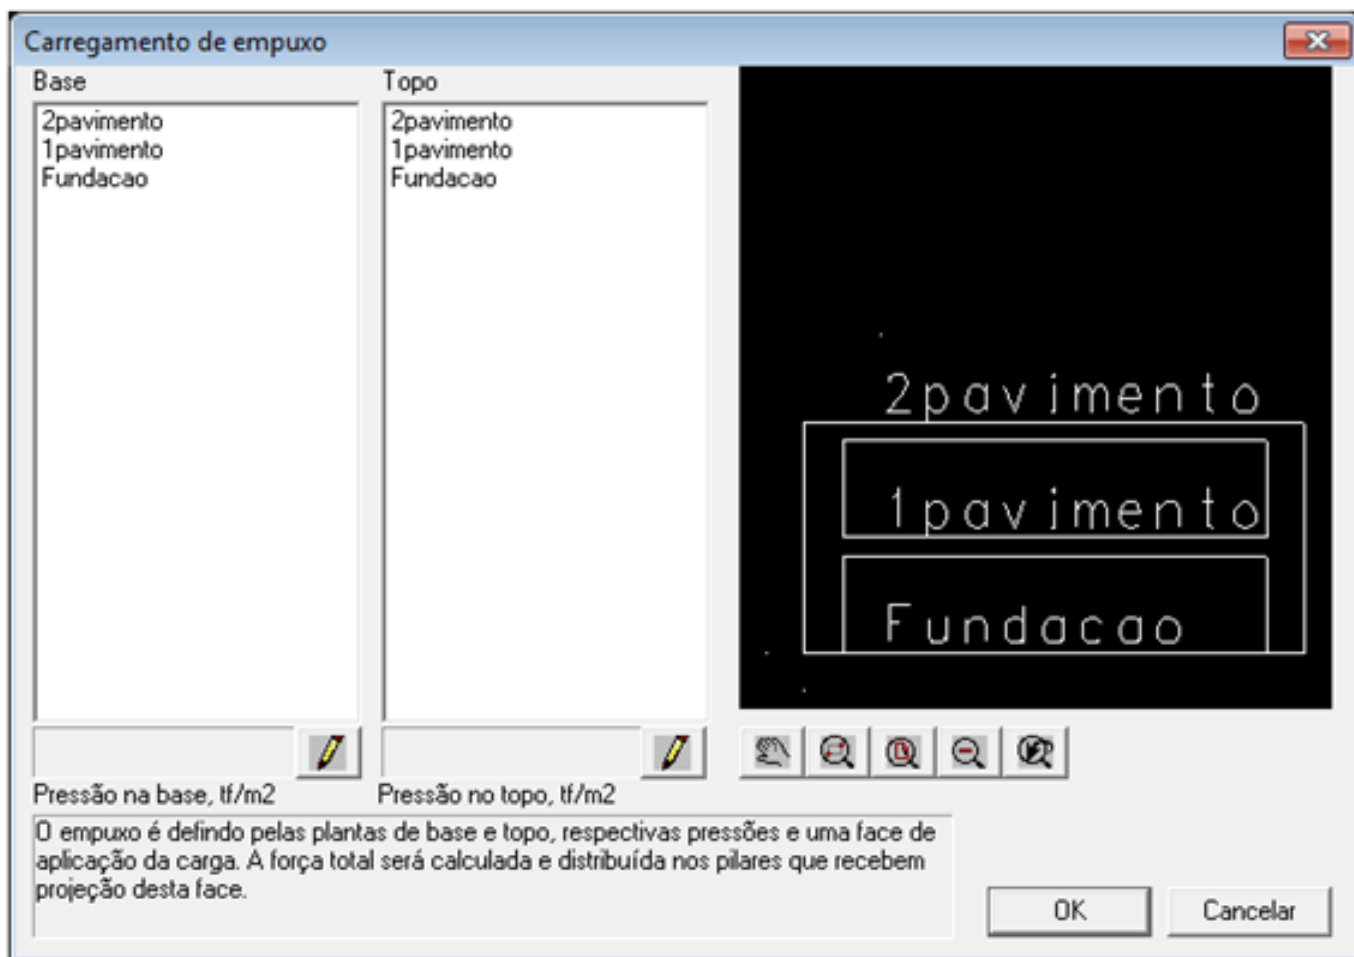 Carregamento de empuxo
Base
Topo
2pavimento
1pavimento
Fundacao
2pavimento
1pavimento
Fundacao
2pavimento
1pavimento
Fundacao
Pressão na base, tf/m2
Pressão no topo, tf/m2
O empuxo é defindo pelas plantas de base e topo, respectivas pressões e uma face de
aplicação da carga. A força total será calculada e distribuída nos pilares que recebem
projeção desta face.
OK
Cancelar